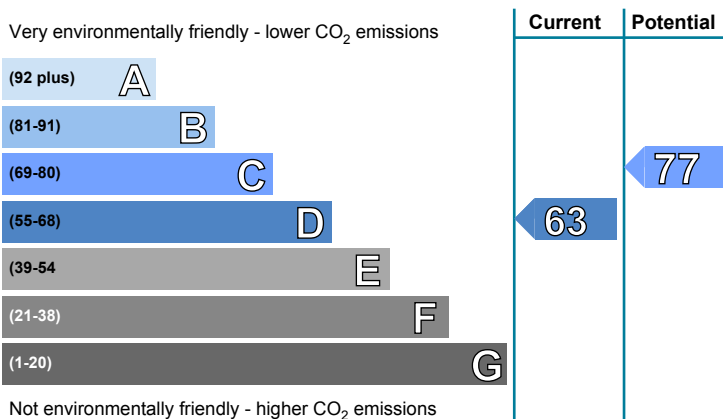 Very environmentally friendly - lower CO2 emissions
Current
Potential
(92 plus) A
(81-91) B
(69-80) C
77
(55-68) D
63
(39-54 E
(21-38) F
(1-20) G
Not environmentally friendly - higher CO2 emissions